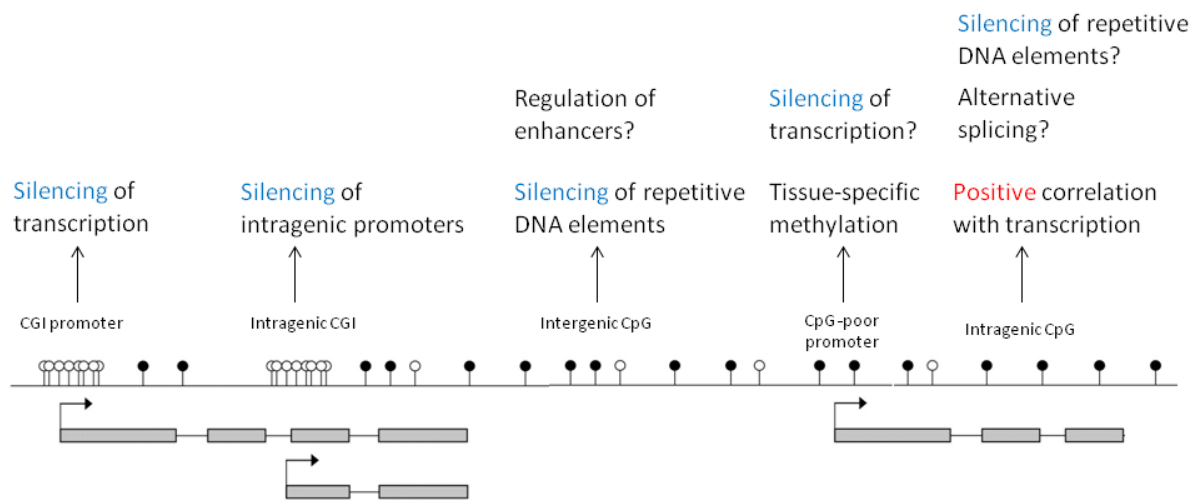 Silencing of
transcription
CGI promoter
Silencing of
intragenic promoters
Intragenic CGI
Regulation of
enhancers?
Silencing of repetitive
DNA elements
Intergenic CpG
Silencing of
transcription?
Tissue-specific
methylation
CpG-poor
promoter
Silencing of repetitive
DNA elements?
Alternative
splicing?
Positive correlation
with transcription
Intragenic CpG